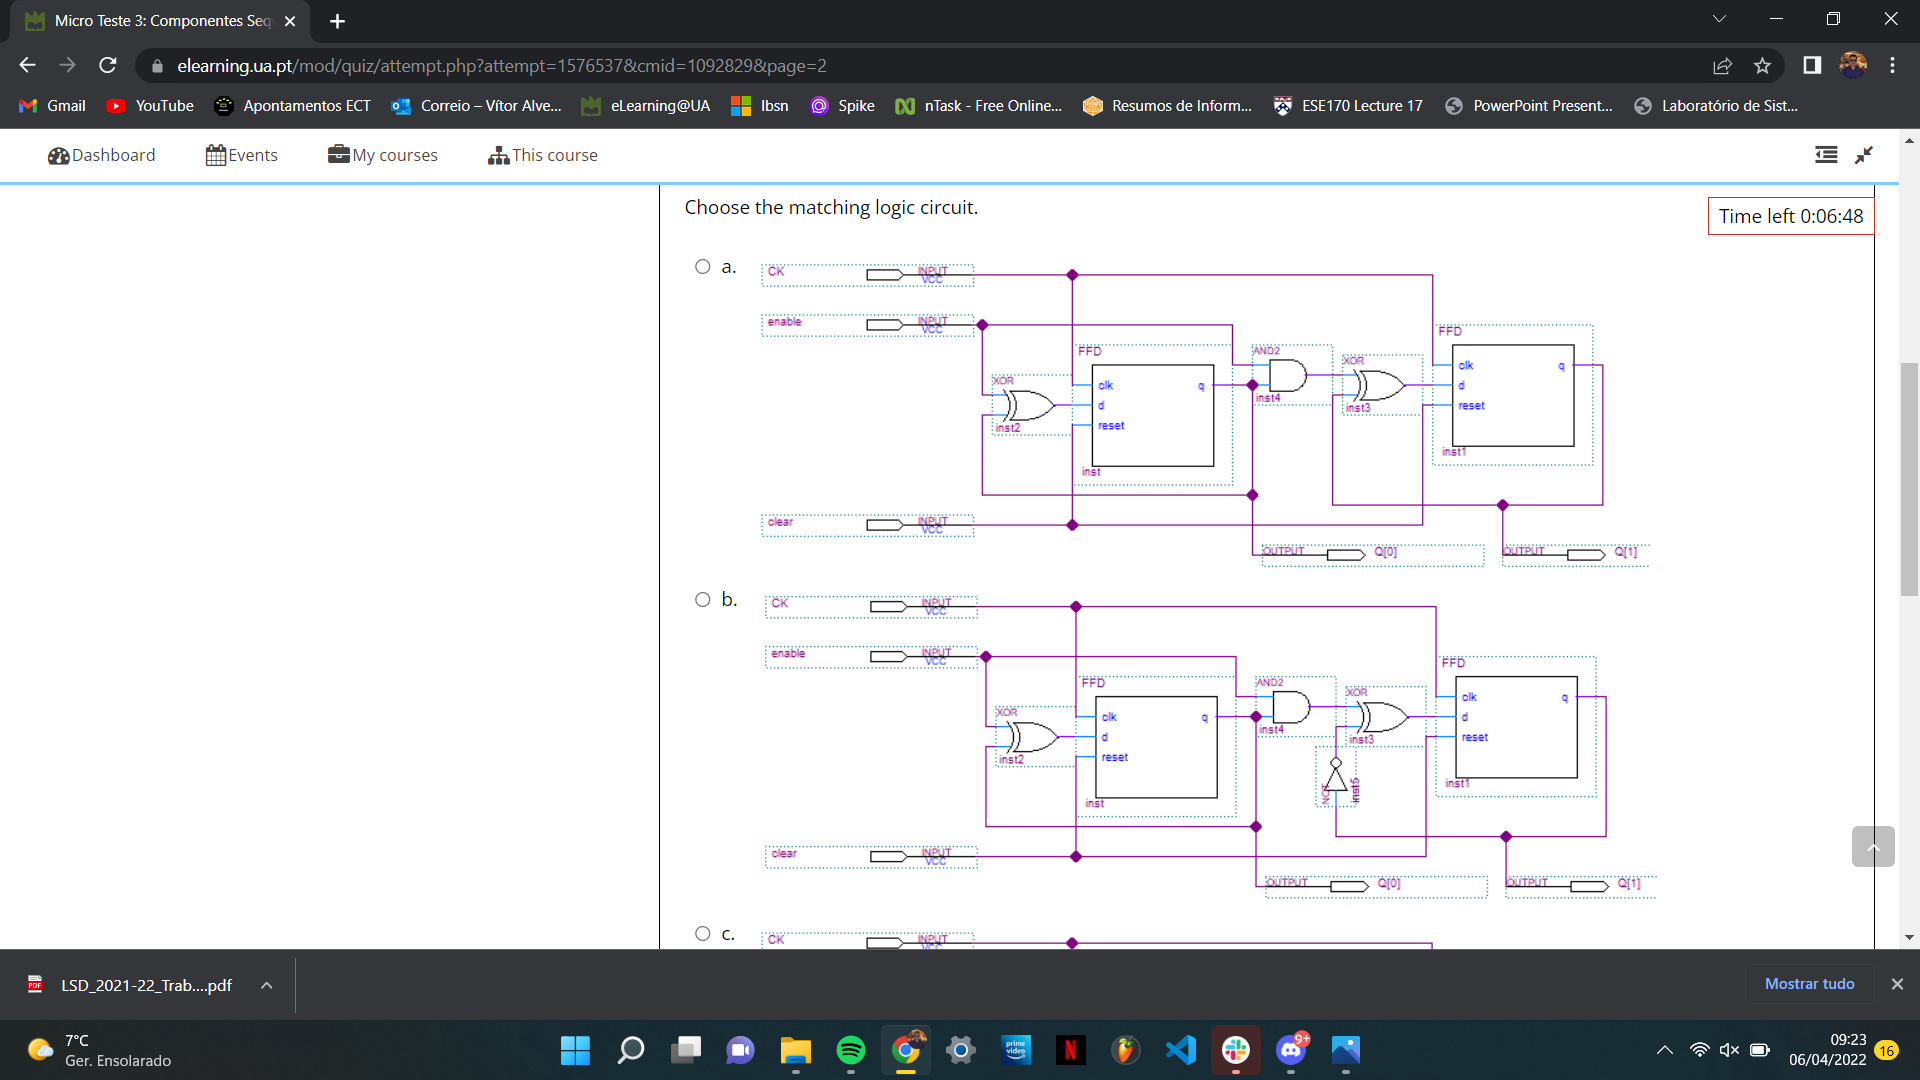 Micro Teste 3: Componentes Seq
elearning.ua.pt/mod/quiz/attempt.php?attempt=1576537&cmid=1092829&page=2
Gmail YouTube Apontamentos ECT Correio – Vítor Alve... eLearning@UA lbsn Spike nTask - Free Online... Resumos de Inform... ESE170 Lecture 17 PowerPoint Present... Laboratório de Sist...
Dashboard Events My courses This course
Choose the matching logic circuit.
Time left 0:06:48
a.
CK INPUT VCC
enable INPUT VCC
FFD
FFD
AND2
XOR
clk q
XOR
clk q
d
inst4
inst3
d
reset
inst2
reset
inst1
inst
clear INPUT VCC
OUTPUT Q[0] OUTPUT Q[1]
b.
CK INPUT VCC
enable INPUT VCC
FFD
FFD
AND2
XOR
clk q
XOR
clk q
d
inst4
inst3
d
reset
inst2
reset
NOT inst5
inst1
inst
clear INPUT VCC
OUTPUT Q[0] OUTPUT Q[1]
c.
CK INPUT VCC
PDF LSD_2021-22_Trab....pdf
Mostrar tudo
7°C
Ger. Ensolarado
prime video
N
9+
09:23
06/04/2022
16